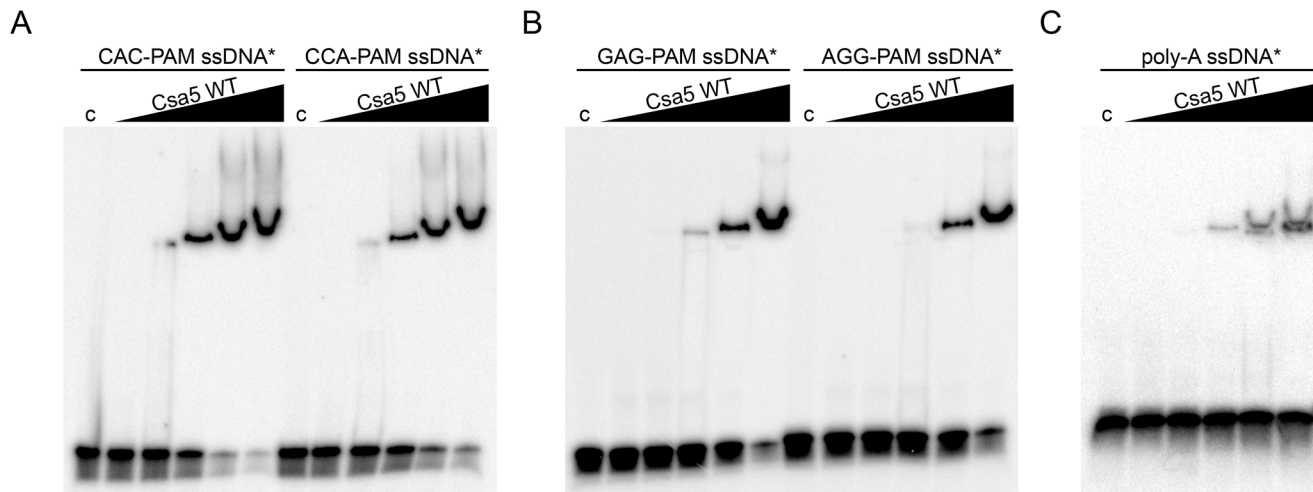 A B C
CAC-PAM ssDNA* CCA-PAM ssDNA* GAG-PAM ssDNA* AGG-PAM ssDNA* poly-A ssDNA*
c Csa5 WT c Csa5 WT c Csa5 WT c Csa5 WT c Csa5 WT